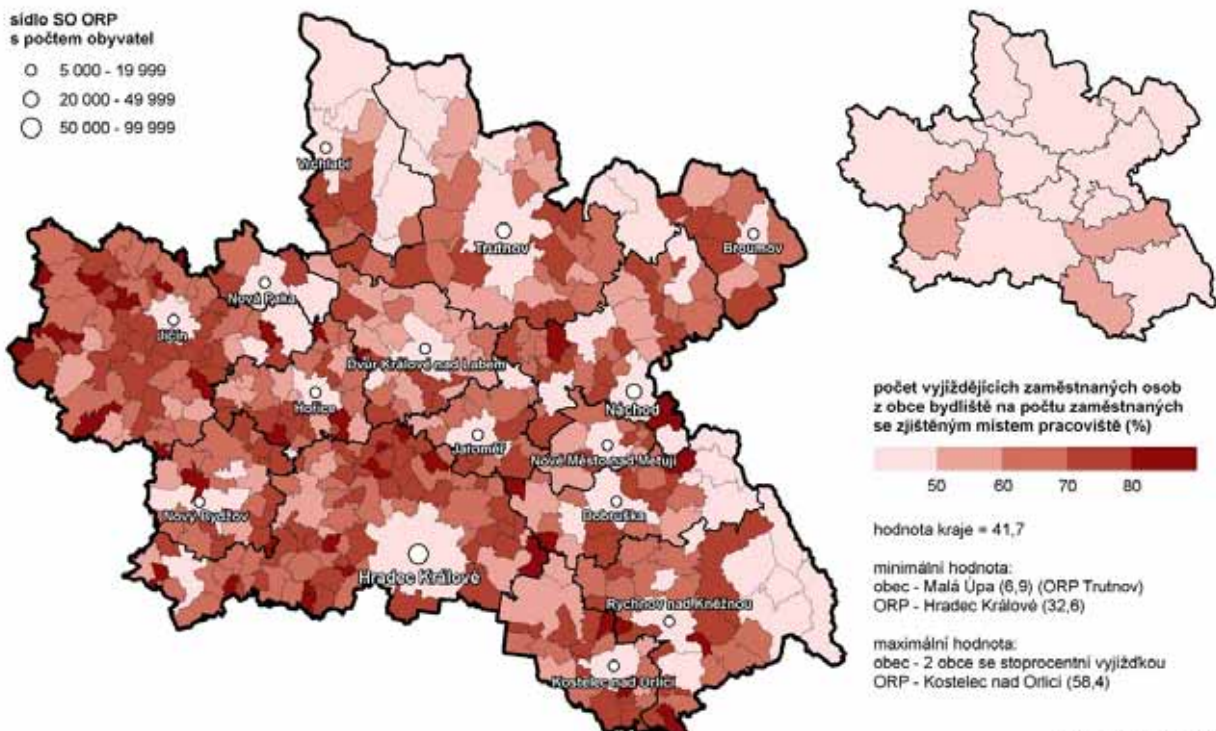 sídlo SO ORP
s počtem obyvatel
5 000 - 19 999
20 000 - 49 999
50 000 - 99 999
Vrchlabí
Trutnov
Broumov
Nová Paka
Jičín
Dvůr Králové nad Labem
Hořice
Náchod
Jaroměř
Nové Město nad Metují
Nový Bydžov
Dobruška
Hradec Králové
Rychnov nad Kněžnou
Kostelec nad Orlicí
počet vyjíždějících zaměstnaných osob
z obce bydliště na počtu zaměstnaných
se zjištěným místem pracoviště (%)
50 60 70 80
hodnota kraje = 41,7
minimální hodnota:
obec - Malá Úpa (6,9) (ORP Trutnov)
ORP - Hradec Králové (32,6)
maximální hodnota:
obec - 2 obce se stoprocentní vyjížďkou
ORP - Kostelec nad Orlicí (58,4)